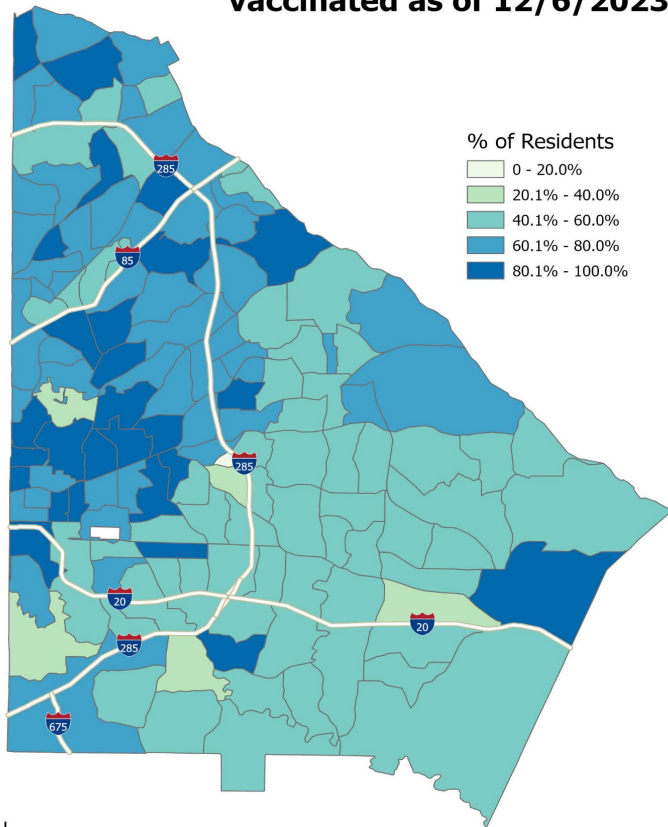 vaccinated as of 12/6/2023
% of Residents
0 - 20.0%
20.1% - 40.0%
40.1% - 60.0%
60.1% - 80.0%
80.1% - 100.0%
285
85
285
20
20
285
675